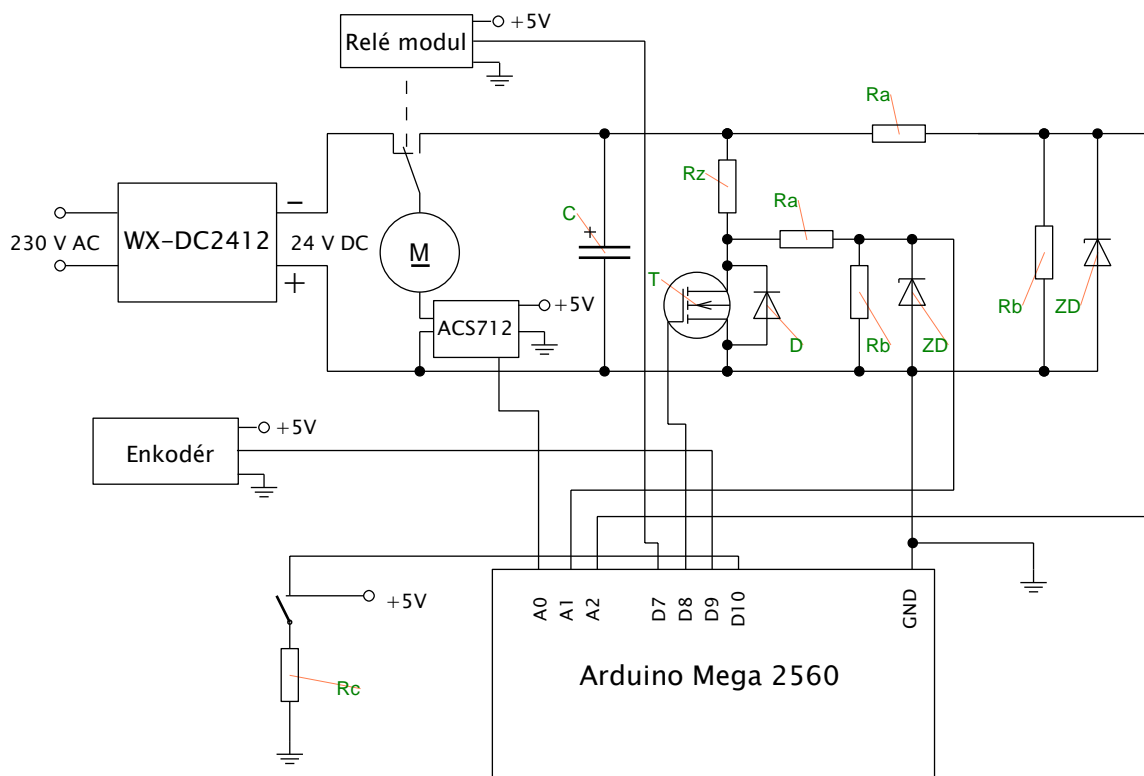 +5V
Relé modul
Ra
Rz
Ra
C
+
–
WX–DC2412
230 V AC
24 V DC
M
+
T
+5V
ACS712
D
Rb
ZD
Rb
ZD
+5V
Enkodér
+5V
Rc
A0
A1
A2
D7
D8
D9
D10
GND
Arduino Mega 2560